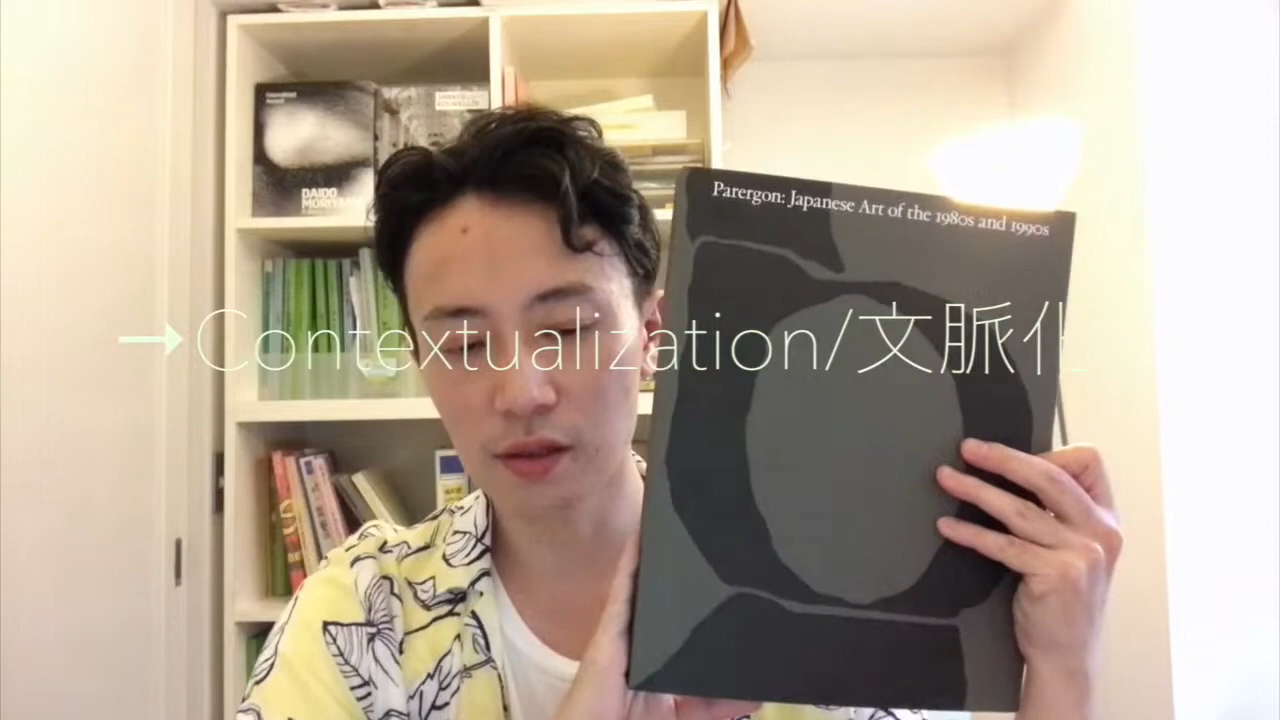 DAIDO
MORIYAMA
Parergon: Japanese Art of the 1980s and 1990s
→Contextualization/文脈化